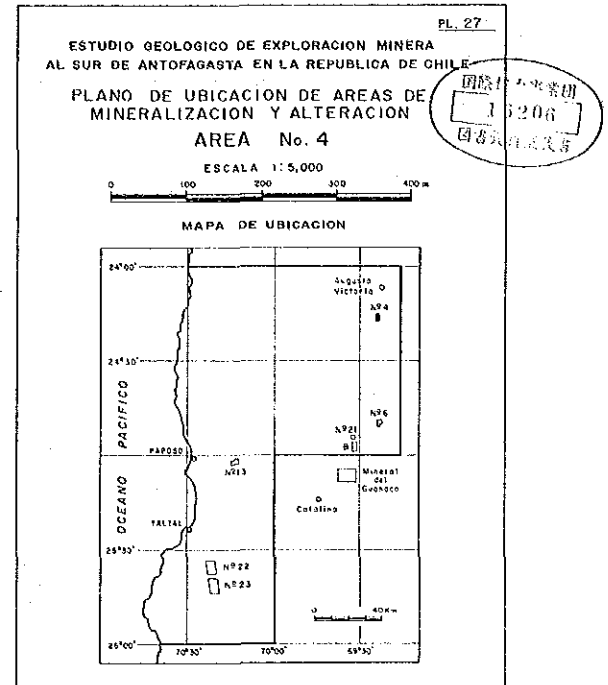 PL. 27
ESTUDIO GEOLOGICO DE EXPLORACION MINERA
AL SUR DE ANTOFAGASTA EN LA REPUBLICA DE CHILE
PLANO DE UBICACION DE AREAS DE
MINERALIZACION Y ALTERACION
AREA No. 4
ESCALA 1:5,000
0 100 200 300 400 m
MAPA DE UBICACION
24°00'
Augusta
Victoria
Nº4
24°30'
OCEANO PACIFICO
Nº6
Nº21
B
PAPOSO
Nº13
Mineral
del
Guanaco
Catalina
TALTAL
25°30'
Nº22
Nº23
0 40 Km
26°00'
70°30' 70°00' 69°30'